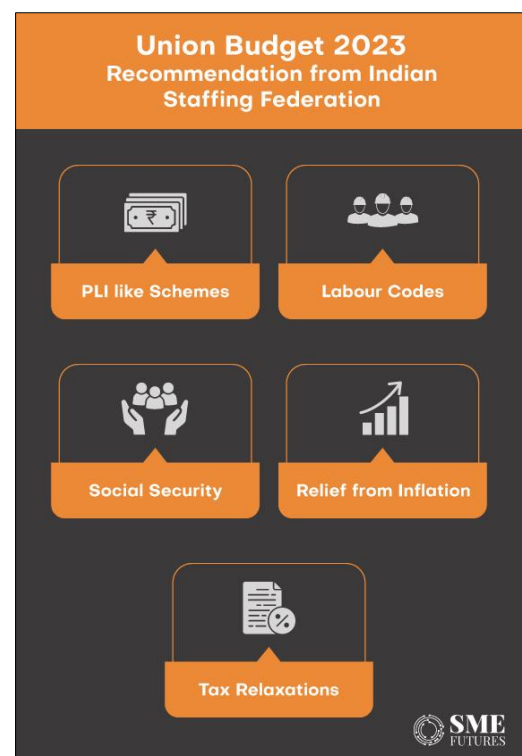 Union Budget 2023
Recommendation from Indian
Staffing Federation
₹
PLI like Schemes
Labour Codes
Social Security
Relief from Inflation
%
Tax Relaxations
SME
FUTURES